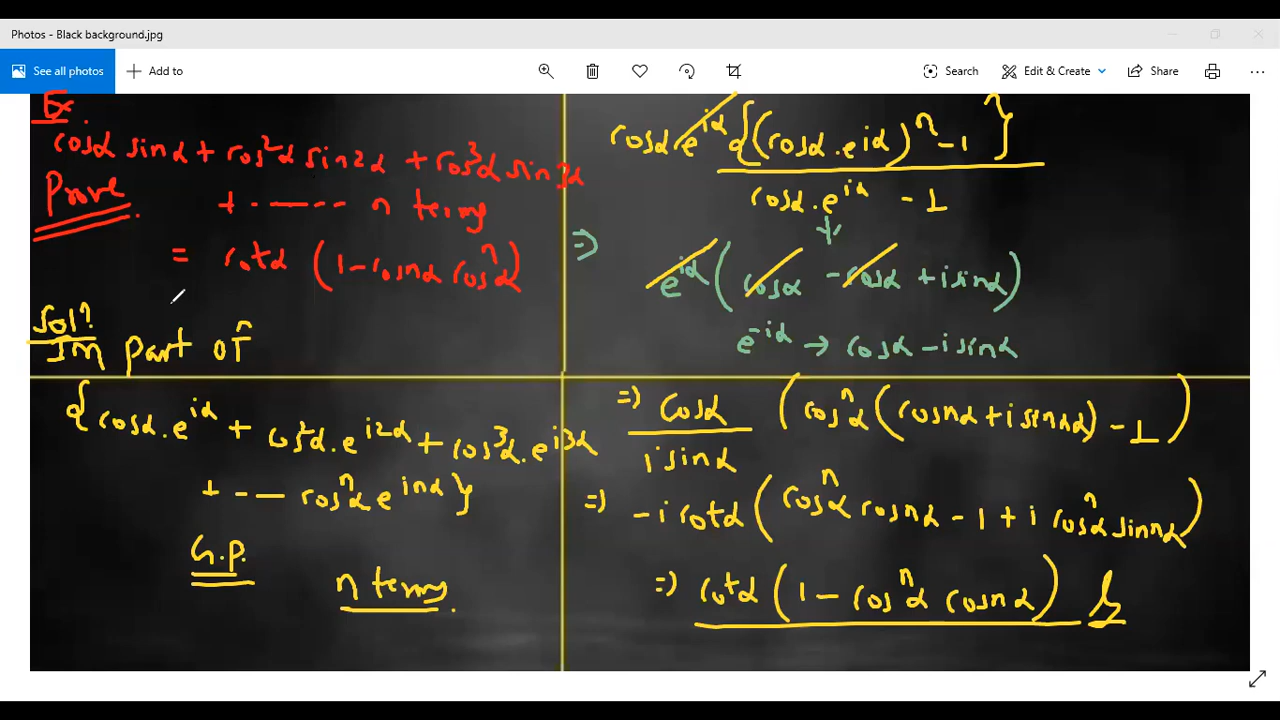 Photos - Black background.jpg
See all photos
Add to
Search
Edit & Create
Share
Ex.
cosα sinα + cos²α sin2α + cos³α sin3α
Prove
+ ------ n terms
= cotα (1 - cosnα cosⁿα)
Solⁿ
IM part of
{cosα.e^{iα} + cos²α.e^{i2α} + cos³α.e^{i3α}
+ --- cosⁿα e^{inα}}
G.P.
n terms.
cosα e^{iα} {(cosα.e^{iα})ⁿ - 1}
cosα.e^{iα} - 1
⇒ e^{iα} (cosα - cosα + i sinα)
e^{-iα} → cosα - i sinα
⇒ cosα (cosⁿα (cosnα + i sinnα) - 1)
i sinα
⇒ -i cotα (cosⁿα cosnα - 1 + i cosⁿα sinnα)
⇒ cotα (1 - cosⁿα cosnα)